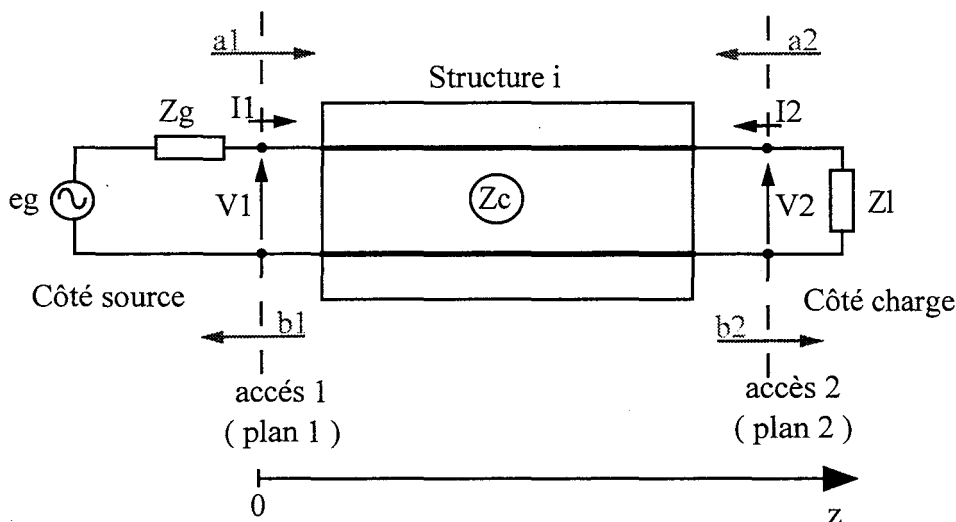 a1
a2
Structure i
Zg
I1
I2
eg
V1
Zc
V2
Zl
Côté source
Côté charge
b1
b2
accés 1
( plan 1 )
accès 2
( plan 2 )
0
z